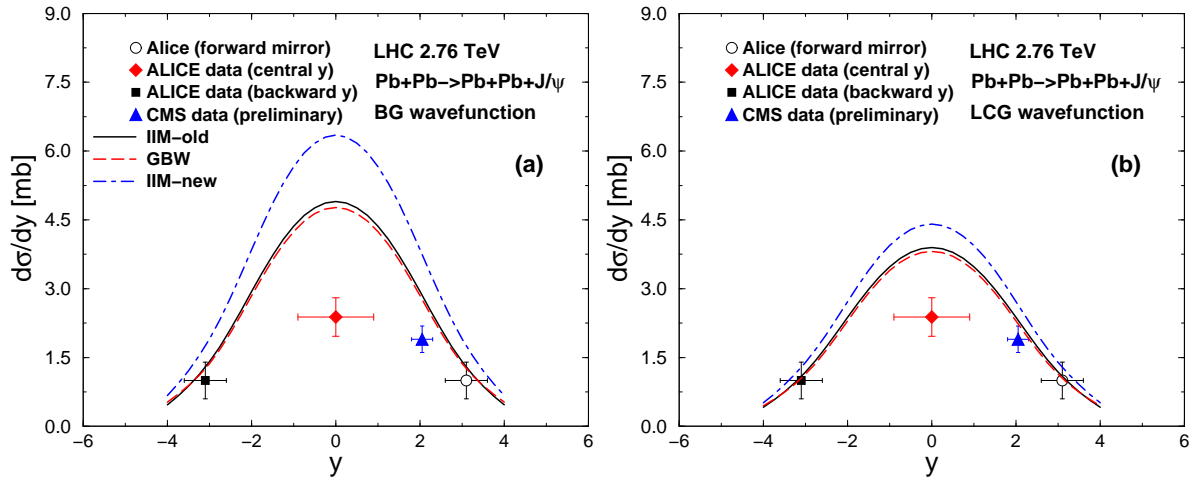 9.0
7.5
6.0
4.5
3.0
1.5
0.0
dσ/dy [mb]
Alice (forward mirror)
ALICE data (central y)
ALICE data (backward y)
CMS data (preliminary)
IIM−old
GBW
IIM−new
LHC 2.76 TeV
Pb+Pb−>Pb+Pb+J/ψ
BG wavefunction
(a)
−6 −4 −2 0 2 4 6
y
9.0
7.5
6.0
4.5
3.0
1.5
0.0
dσ/dy [mb]
Alice (forward mirror)
ALICE data (central y)
ALICE data (backward y)
CMS data (preliminary)
LHC 2.76 TeV
Pb+Pb−>Pb+Pb+J/ψ
LCG wavefunction
(b)
−6 −4 −2 0 2 4 6
y